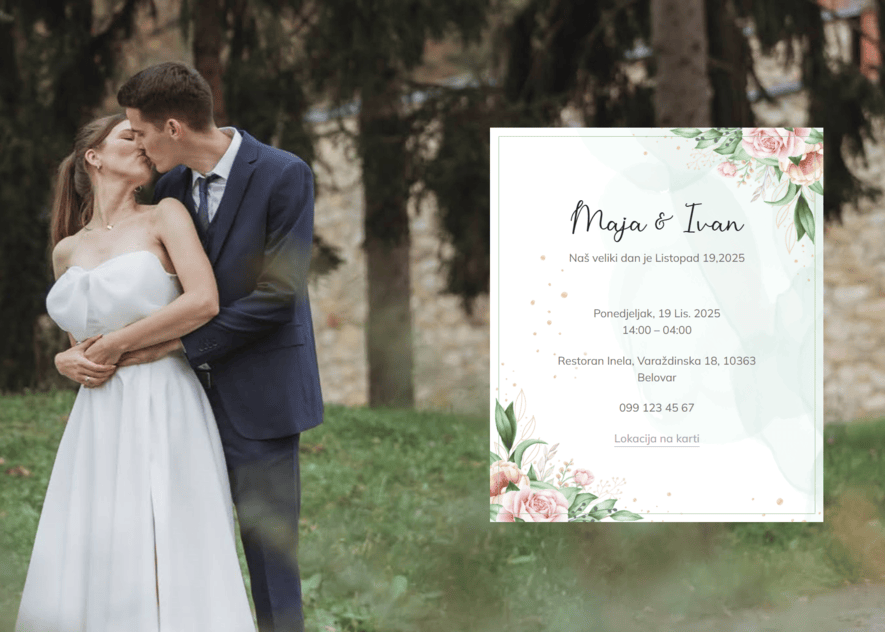 Maja & Ivan
Naš veliki dan je Listopad 19,2025
Ponedjeljak, 19 Lis. 2025
14:00 – 04:00
Restoran Inela, Varaždinska 18, 10363
Belovar
099 123 45 67
Lokacija na karti